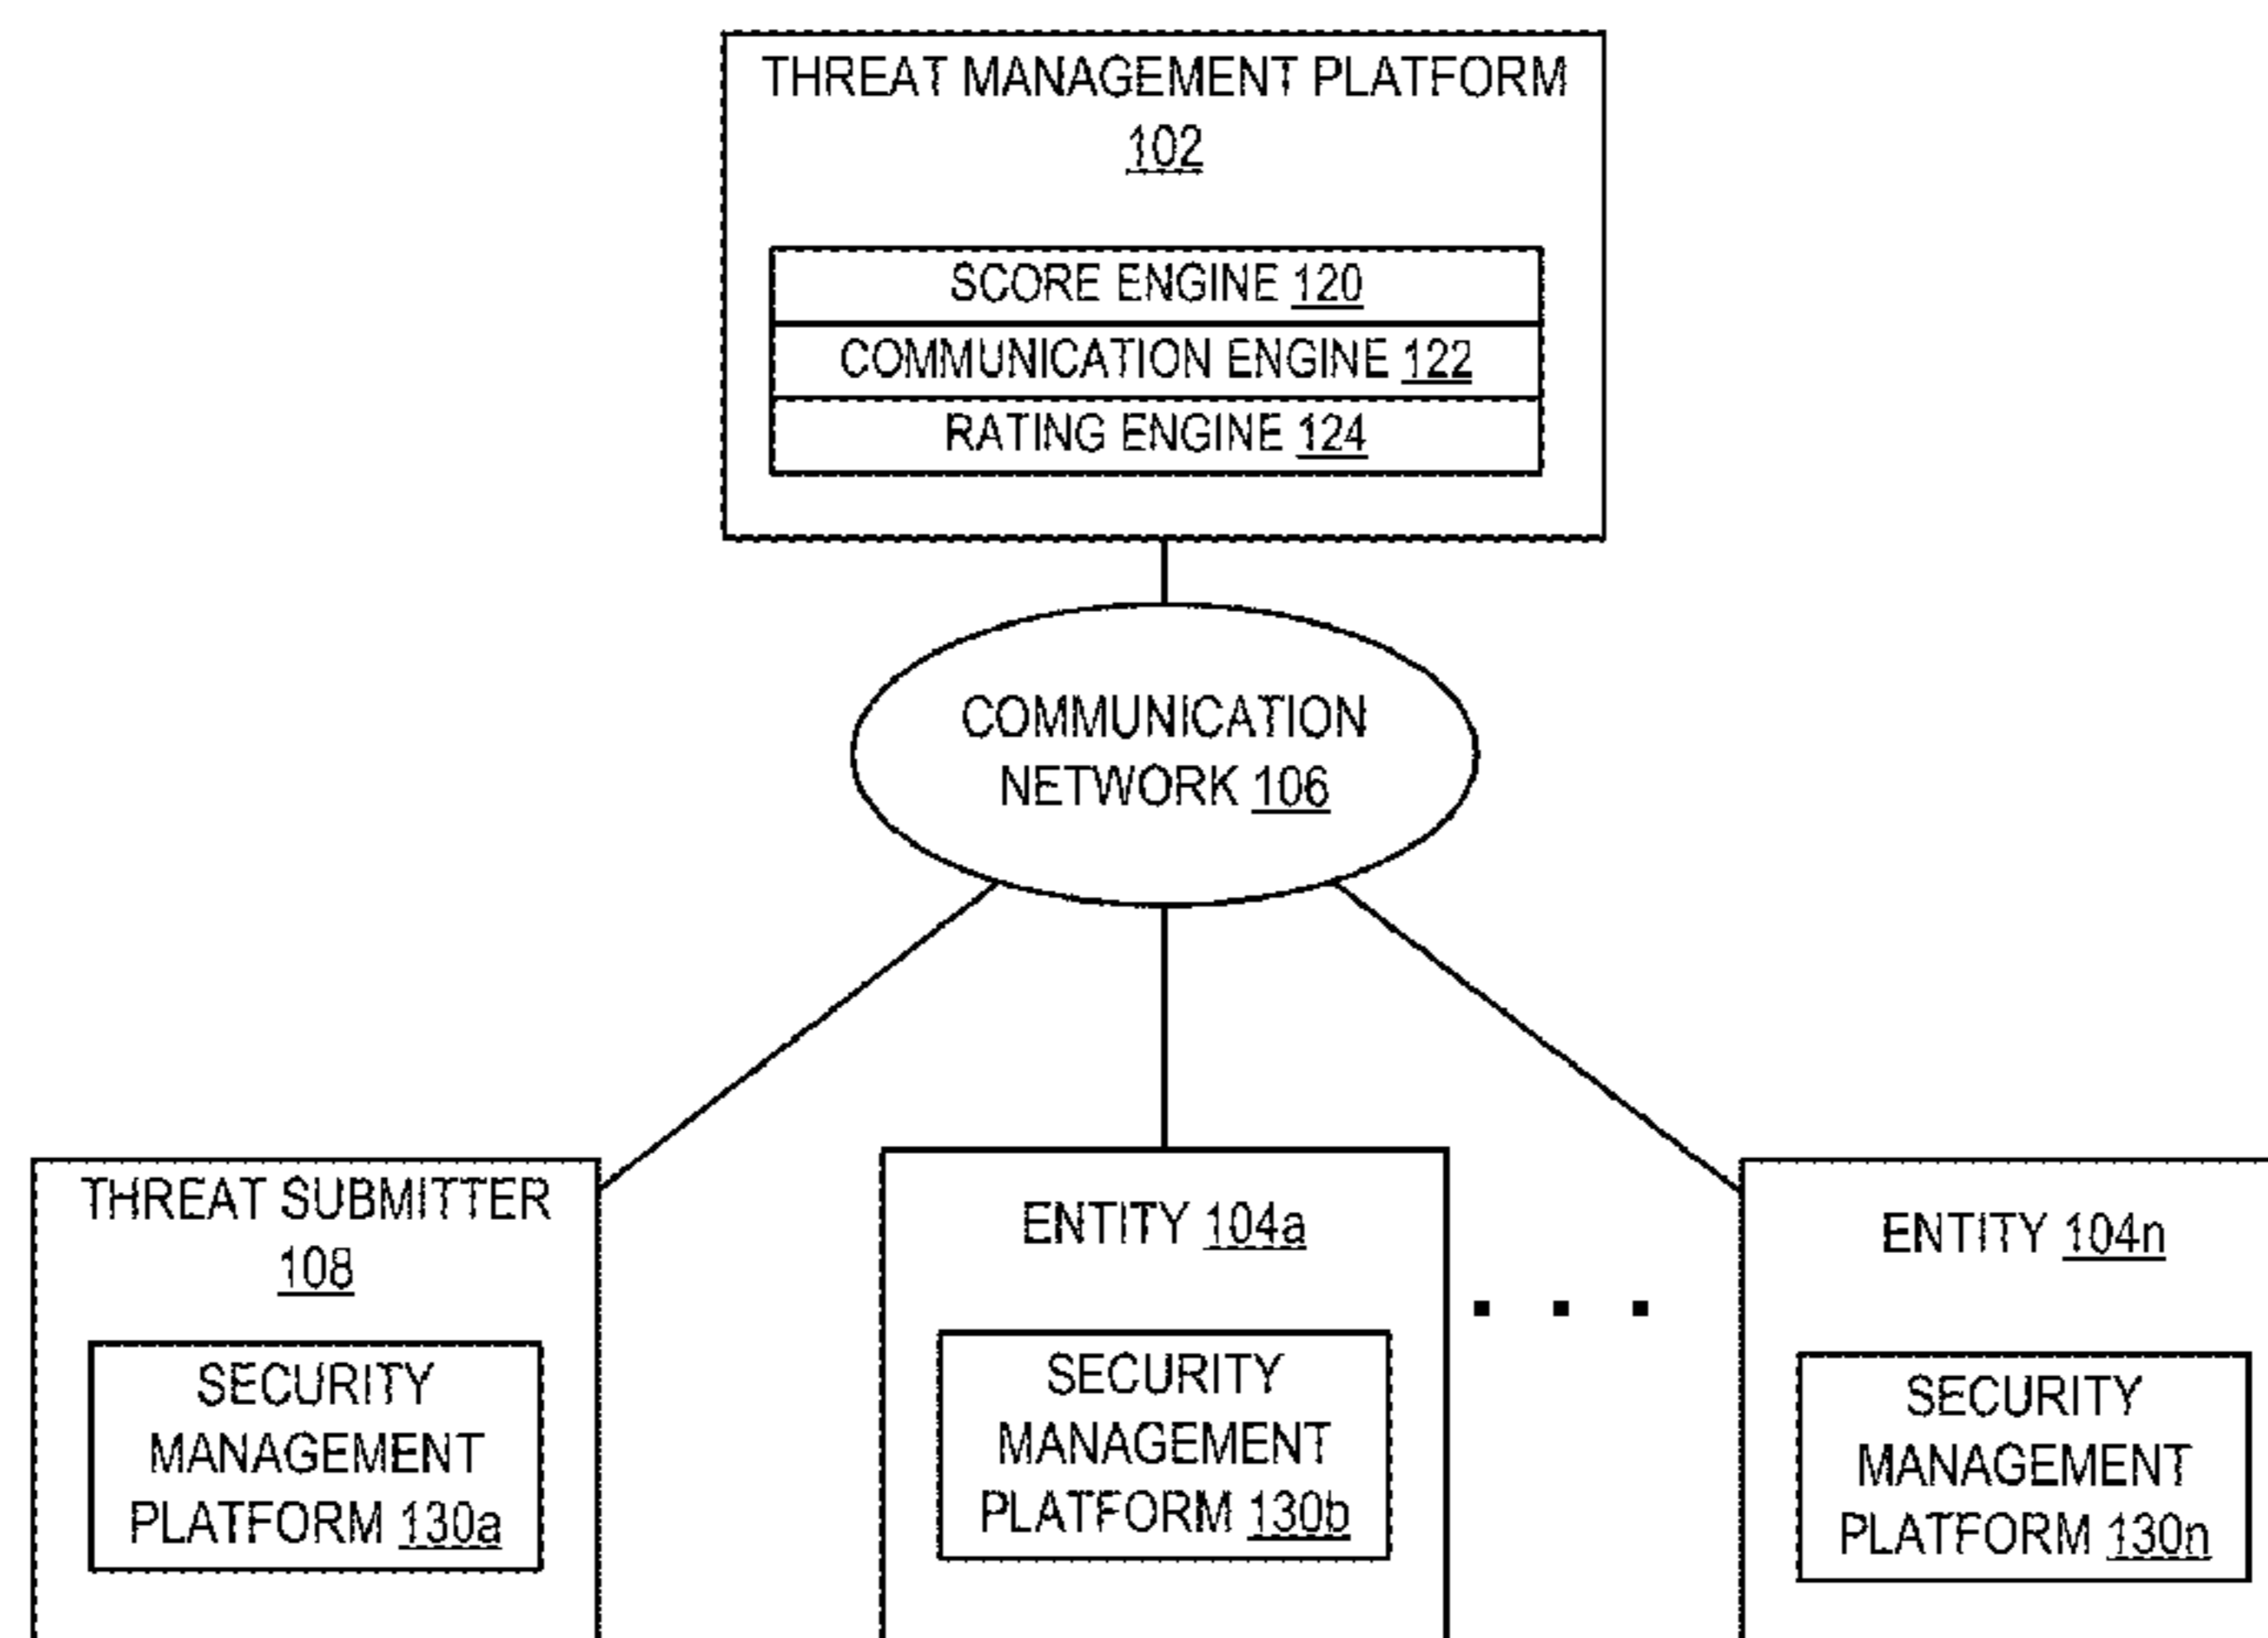 THREAT MANAGEMENT PLATFORM
102
SCORE ENGINE 120
COMMUNICATION ENGINE 122
RATING ENGINE 124
COMMUNICATION
NETWORK 106
THREAT SUBMITTER
108
SECURITY
MANAGEMENT
PLATFORM 130a
ENTITY 104a
SECURITY
MANAGEMENT
PLATFORM 130b
. . .
ENTITY 104n
SECURITY
MANAGEMENT
PLATFORM 130n